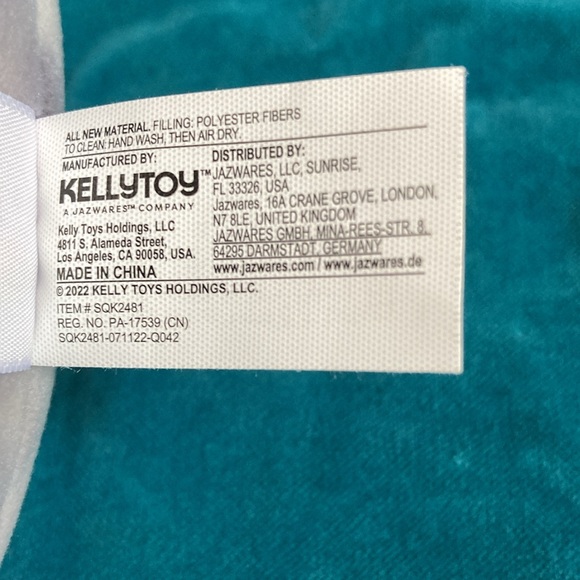 ALL NEW MATERIAL. FILLING: POLYESTER FIBERS
TO CLEAN: HAND WASH, THEN AIR DRY.
MANUFACTURED BY:
KELLYTOY™
A JAZWARES™ COMPANY
Kelly Toys Holdings, LLC
4811 S. Alameda Street,
Los Angeles, CA 90058, USA.
DISTRIBUTED BY:
JAZWARES, LLC, SUNRISE,
FL 33326, USA
Jazwares, 16A CRANE GROVE, LONDON,
N7 8LE, UNITED KINGDOM
JAZWARES GMBH, MINA-REES-STR. 8,
64295 DARMSTADT, GERMANY
www.jazwares.com / www.jazwares.de
MADE IN CHINA
© 2022 KELLY TOYS HOLDINGS, LLC.
ITEM # SQK2481
REG. NO. PA-17539 (CN)
SQK2481-071122-Q042